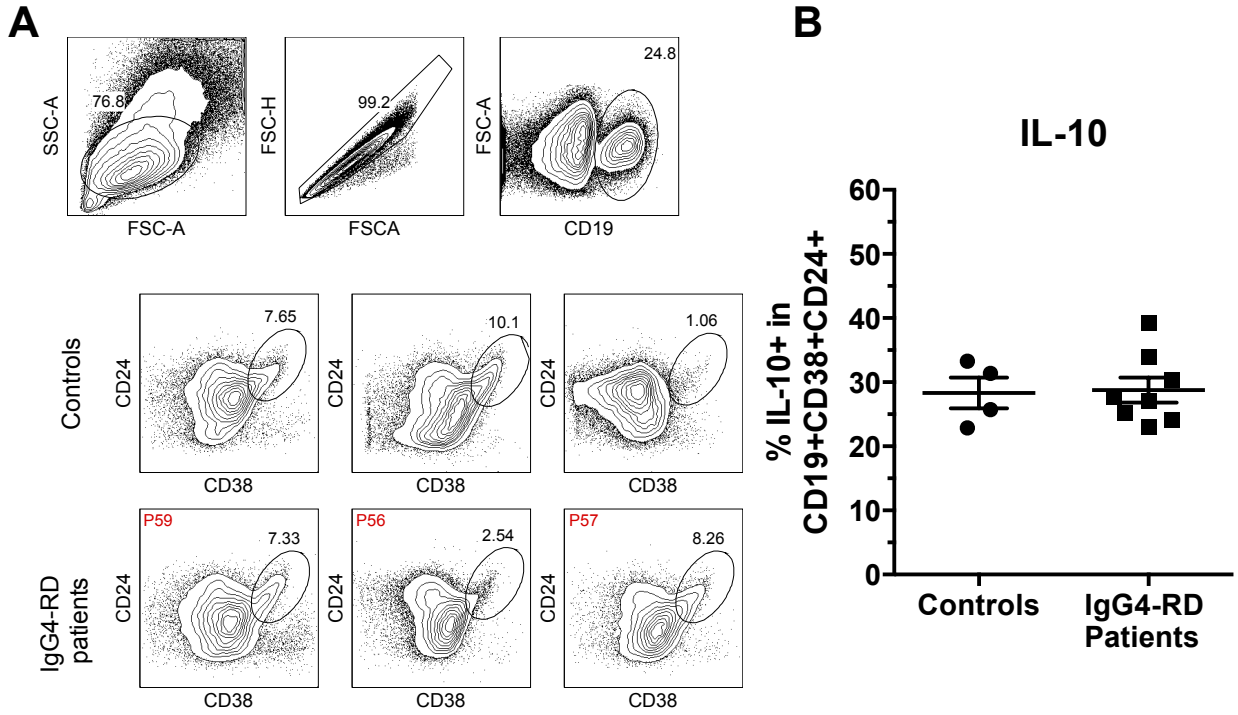 A
SSC-A
76.8
FSC-A
FSC-H
99.2
FSCA
FSC-A
24.8
CD19
Controls
CD24
7.65
CD38
CD24
10.1
CD38
CD24
1.06
CD38
IgG4-RD
patients
P59
CD24
7.33
CD38
P56
CD24
2.54
CD38
P57
CD24
8.26
CD38
B
IL-10
% IL-10+ in
CD19+CD38+CD24+
60
50
40
30
20
10
0
Controls
IgG4-RD
Patients